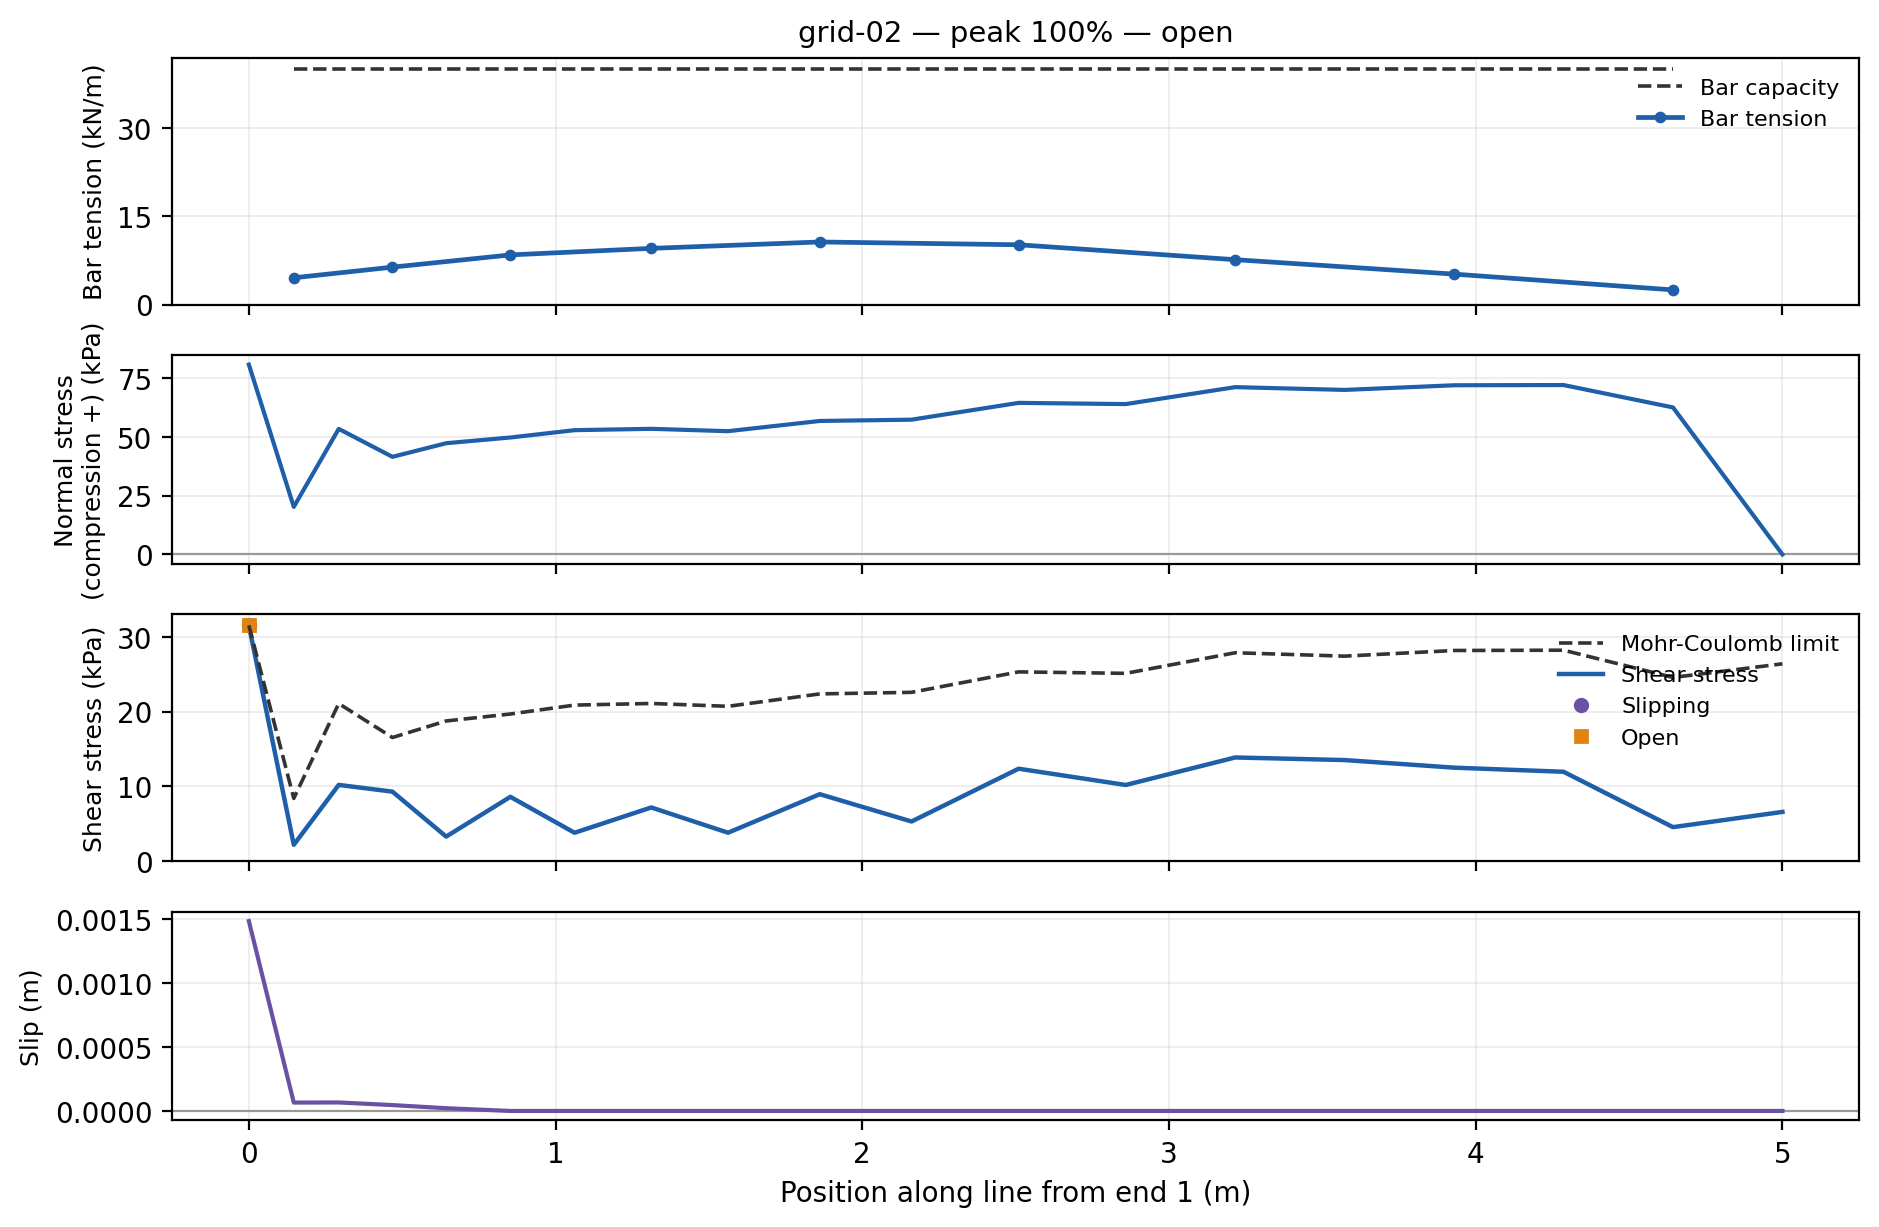 grid-02 — peak 100% — open
Bar tension (kN/m)
30
15
0
Bar capacity
Bar tension
Normal stress
(compression +) (kPa)
75
50
25
0
Shear stress (kPa)
30
20
10
0
Mohr-Coulomb limit
Shear stress
Slipping
Open
Slip (m)
0.0015
0.0010
0.0005
0.0000
0 1 2 3 4 5
Position along line from end 1 (m)